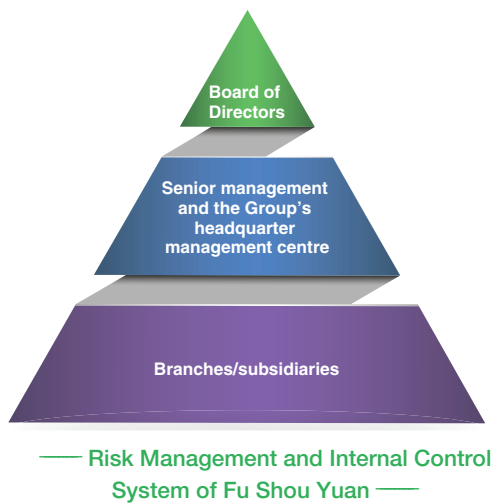 Board of
Directors
Senior management
and the Group's
headquarter
management centre
Branches/subsidiaries
Risk Management and Internal Control
System of Fu Shou Yuan